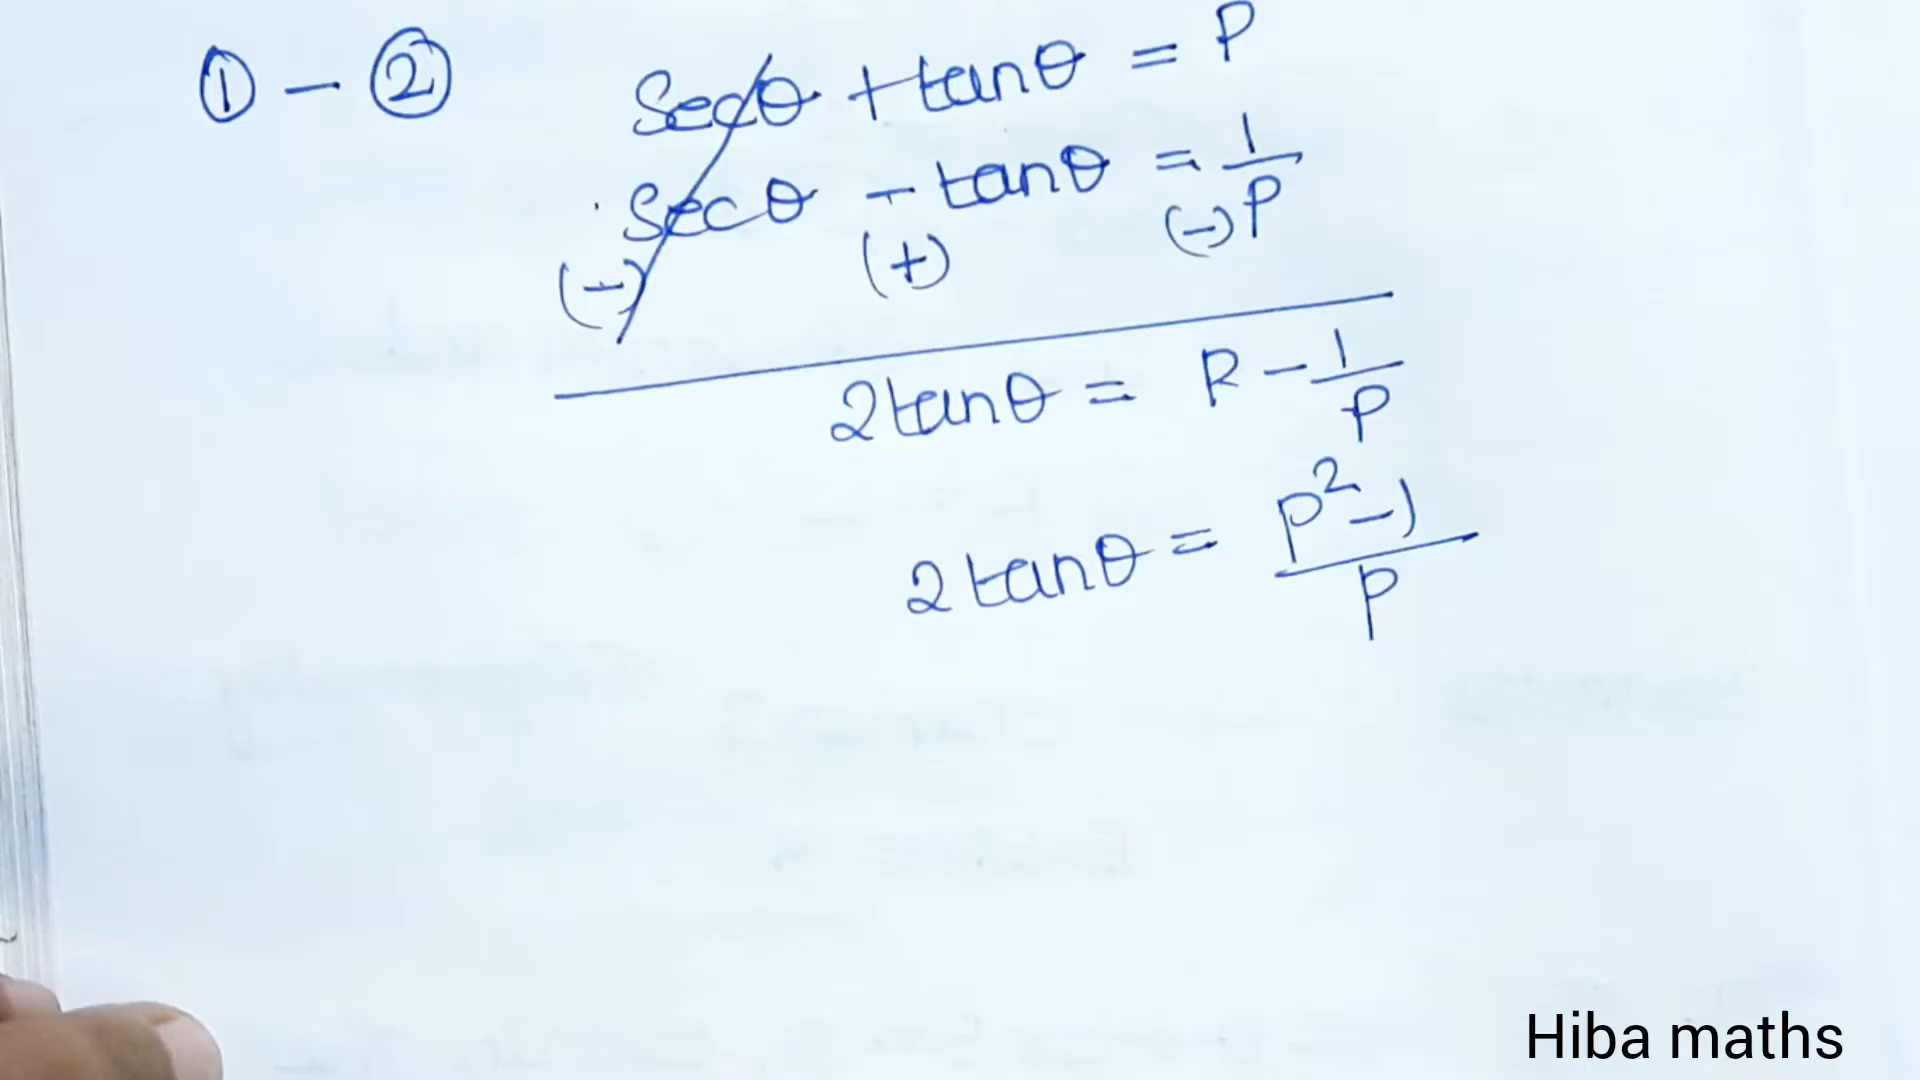 ① - ② secθ + tanθ = P
secθ - tanθ = 1/P
(-) (+) (-)
2tanθ = P - 1/P
2tanθ = P² - 1/P
Hiba maths